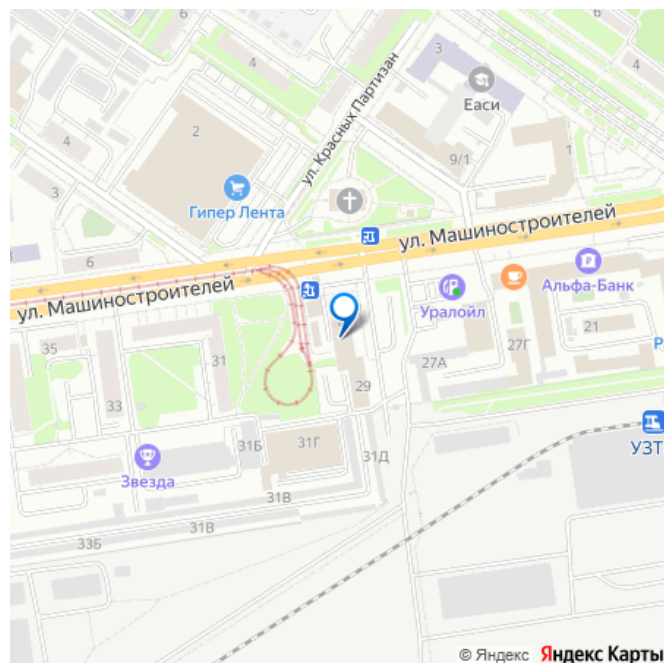 6
4
3
6
4
2
ул. Красных Партизан
Еаси
9/1
1
4
3
Гипер Лента
6
ул. Машиностроителей
ул. Машиностроителей
Альфа-Банк
Уралойл
35
31
33
29
27А
27Г
21
Р
31Б
31Г
31Д
УЗТ
Звезда
31В
31В
33Б
© Яндекс Яндекс Карты